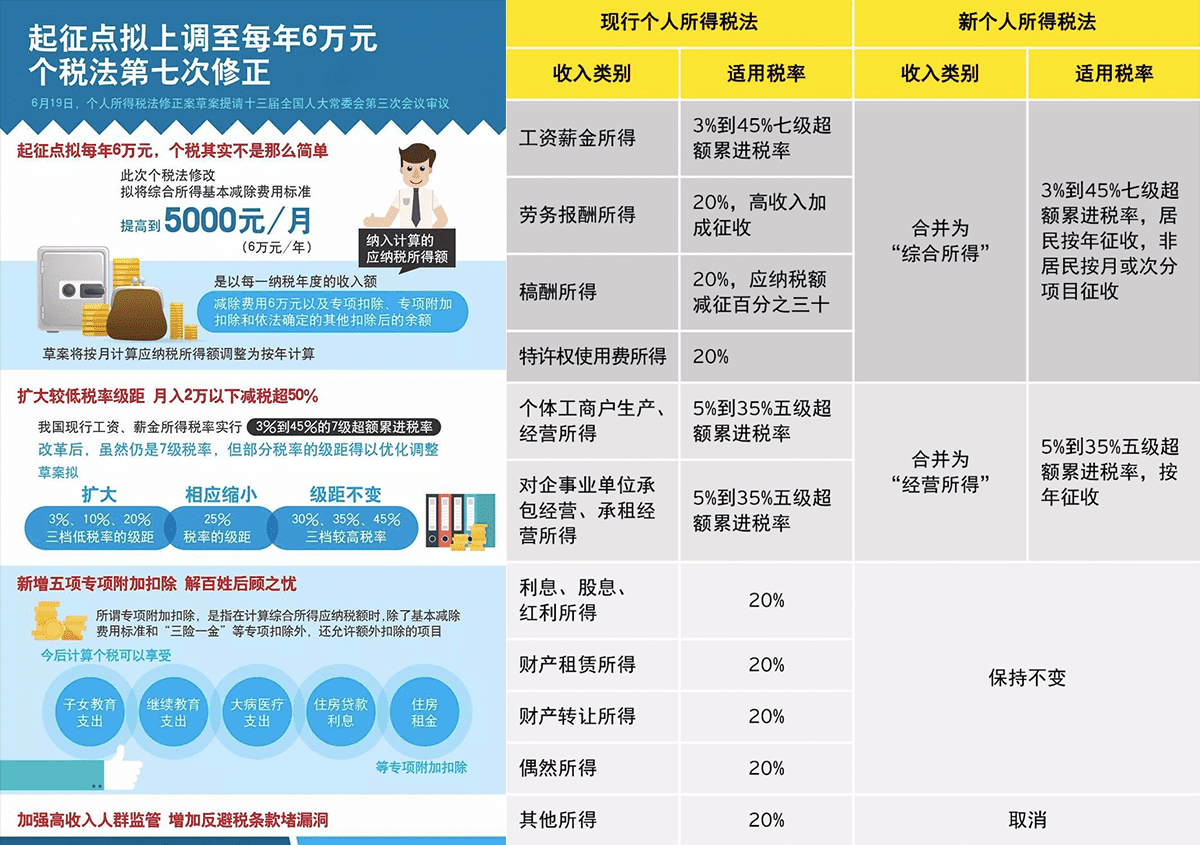 起征点拟上调至每年6万元
个税法第七次修正
6月19日，个人所得税法修正案草案提请十三届全国人大常委会第三次会议审议
起征点拟每年6万元，个税其实不是那么简单
此次个税法修改
拟将综合所得基本减除费用标准
提高到 5000元/月
（6万元/年）
纳入计算的
应纳税所得额
是以每一纳税年度的收入额
减除费用6万元以及专项扣除、专项附加
扣除和依法确定的其他扣除后的余额
草案将按月计算应纳税所得额调整为按年计算
扩大较低税率级距 月入2万以下减税超50%
我国现行工资、薪金所得税率实行 3%到45%的7级超额累进税率
改革后，虽然仍是7级税率，但部分税率的级距得以优化调整
草案拟
扩大
3%、10%、20%
三档低税率的级距
相应缩小
25%
税率的级距
级距不变
30%、35%、45%
三档较高税率
新增五项专项附加扣除 解百姓后顾之忧
所谓专项附加扣除，是指在计算综合所得应纳税额时,除了基本减除
费用标准和“三险一金”等专项扣除外，还允许额外扣除的项目
今后计算个税可以享受
子女教育
支出
继续教育
支出
大病医疗
支出
住房贷款
利息
住房
租金
等专项附加扣除
加强高收入人群监管 增加反避税条款堵漏洞
现行个人所得税法
新个人所得税法
收入类别
适用税率
收入类别
适用税率
工资薪金所得
3%到45%七级超
额累进税率
劳务报酬所得
20%，高收入加
成征收
稿酬所得
20%，应纳税额
减征百分之三十
特许权使用费所得
20%
合并为
“综合所得”
3%到45%七级超
额累进税率，居
民按年征收，非
居民按月或次分
项目征收
个体工商户生产、
经营所得
5%到35%五级超
额累进税率
对企事业单位承
包经营、承租经
营所得
5%到35%五级超
额累进税率
合并为
“经营所得”
5%到35%五级超
额累进税率，按
年征收
利息、股息、
红利所得
20%
财产租赁所得
20%
财产转让所得
20%
偶然所得
20%
保持不变
其他所得
20%
取消